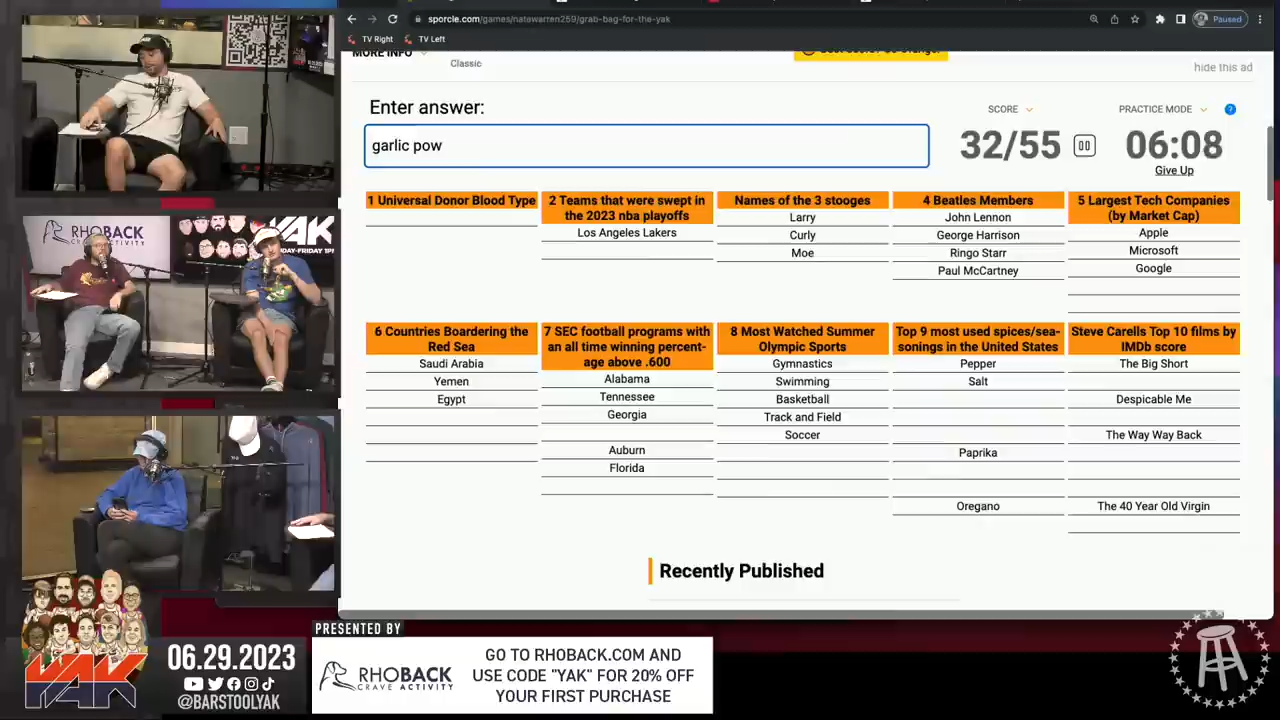 sporcle.com/games/natewarren259/grab-bag-for-the-yak
Paused
TV Right
TV Left
MORE INFO
Classic
hide this ad
Enter answer:
garlic pow
SCORE
32/55
PRACTICE MODE
06:08
Give Up
1 Universal Donor Blood Type
2 Teams that were swept in
the 2023 nba playoffs
Los Angeles Lakers
Names of the 3 stooges
Larry
Curly
Moe
4 Beatles Members
John Lennon
George Harrison
Ringo Starr
Paul McCartney
5 Largest Tech Companies
(by Market Cap)
Apple
Microsoft
Google
6 Countries Boardering the
Red Sea
Saudi Arabia
Yemen
Egypt
7 SEC football programs with
an all time winning percent-
age above .600
Alabama
Tennessee
Georgia
Auburn
Florida
8 Most Watched Summer
Olympic Sports
Gymnastics
Swimming
Basketball
Track and Field
Soccer
Top 9 most used spices/sea-
sonings in the United States
Pepper
Salt
Paprika
Oregano
Steve Carells Top 10 films by
IMDb score
The Big Short
Despicable Me
The Way Way Back
The 40 Year Old Virgin
Recently Published
RHOBACK
CRAVE ACTIVITY
YAK
DAY-FRIDAY 1PM
YAK
06.29.2023
@BARSTOOLYAK
PRESENTED BY
RHOBACK
CRAVE ACTIVITY
GO TO RHOBACK.COM AND
USE CODE "YAK" FOR 20% OFF
YOUR FIRST PURCHASE